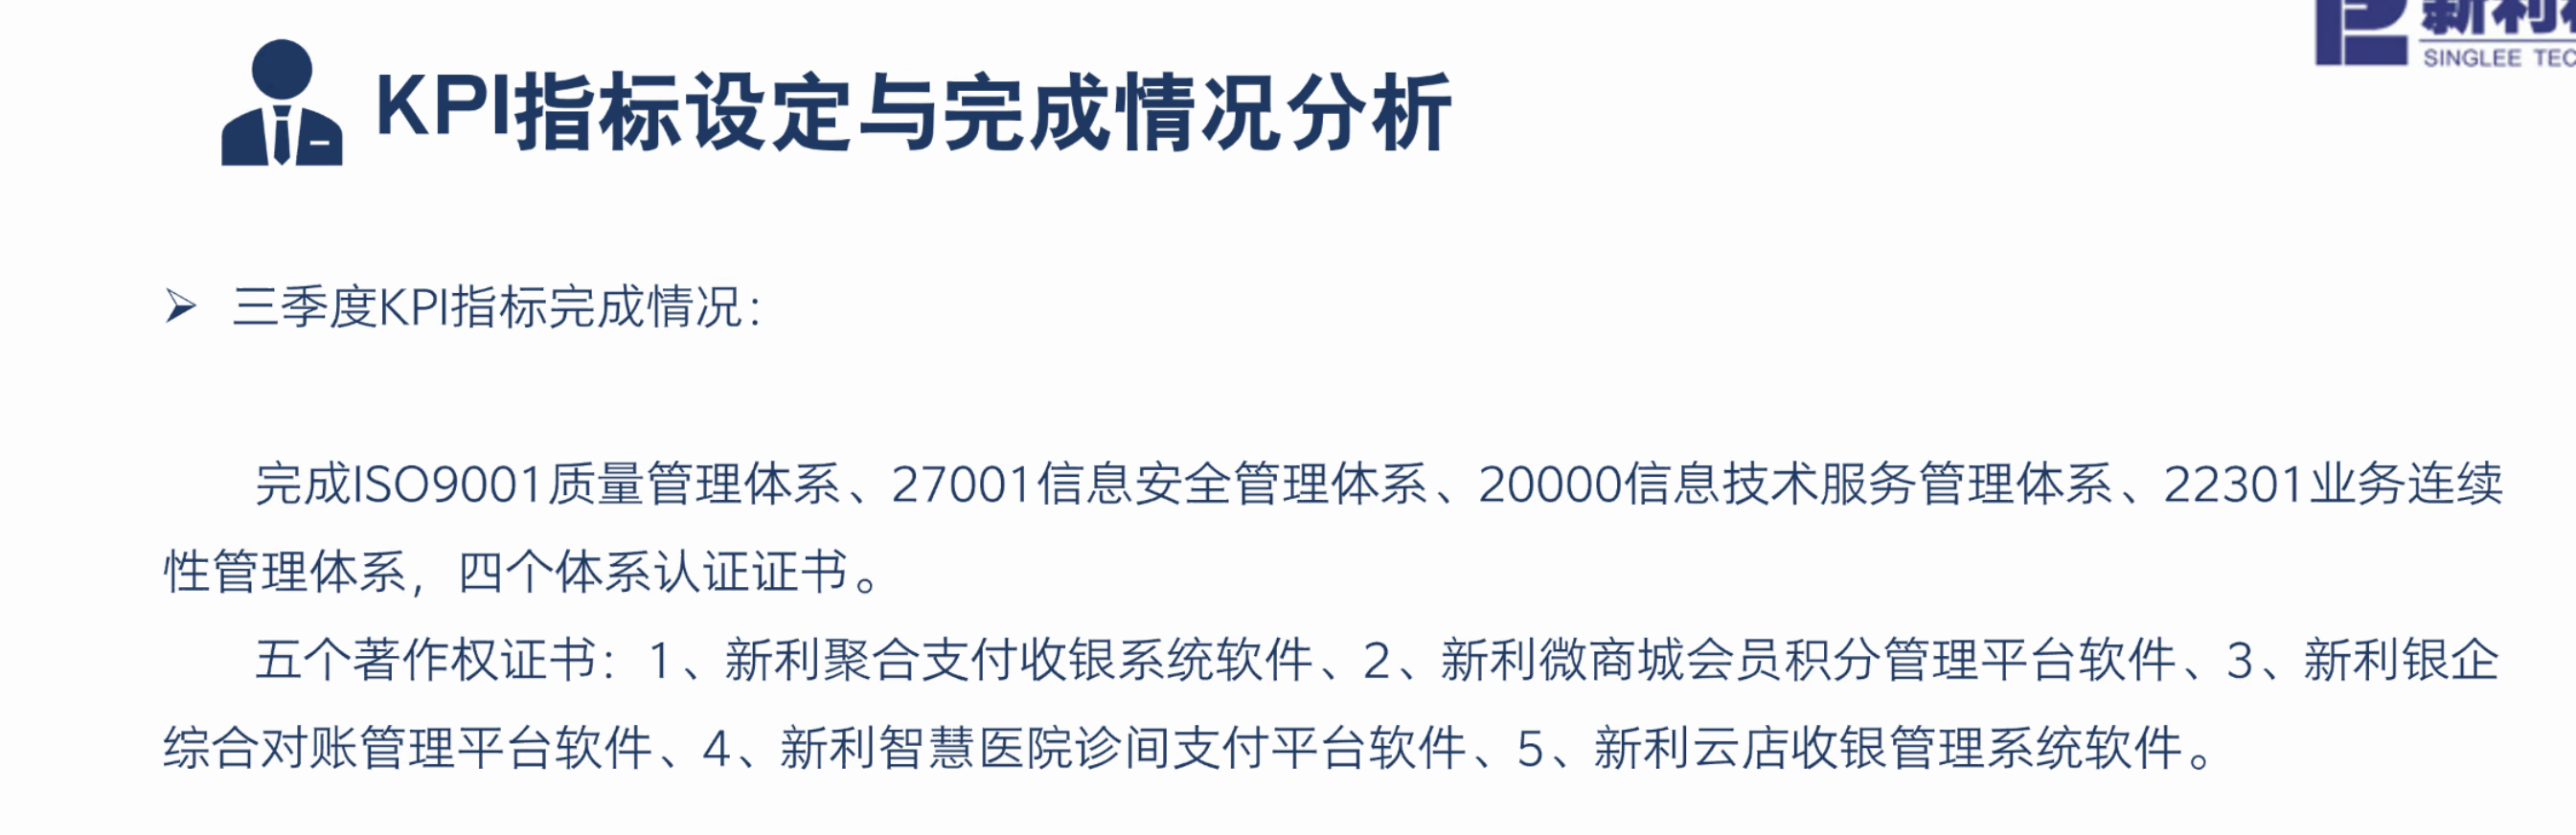 新利
SINGLEE TEC
KPI指标设定与完成情况分析
三季度KPI指标完成情况：
完成ISO9001质量管理体系、27001信息安全管理体系、20000信息技术服务管理体系、22301业务连续
性管理体系，四个体系认证证书。
五个著作权证书：1、新利聚合支付收银系统软件、2、新利微商城会员积分管理平台软件、3、新利银企
综合对账管理平台软件、4、新利智慧医院诊间支付平台软件、5、新利云店收银管理系统软件。